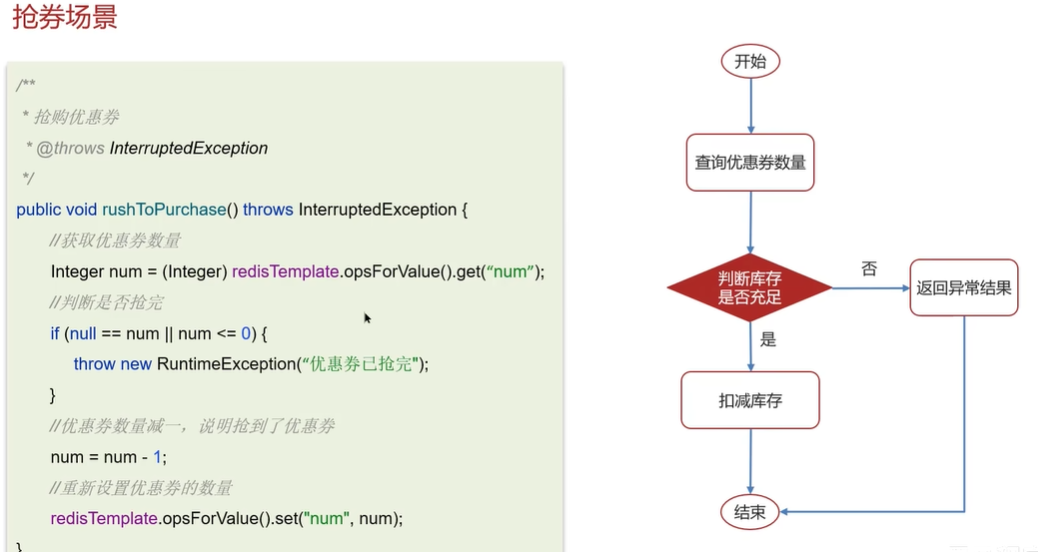 抢券场景
/**
* 抢购优惠券
* @throws InterruptedException
*/
public void rushToPurchase() throws InterruptedException {
//获取优惠券数量
Integer num = (Integer) redisTemplate.opsForValue().get(“num”);
//判断是否抢完
if (null == num || num <= 0) {
throw new RuntimeException(“优惠券已抢完");
}
//优惠券数量减一，说明抢到了优惠券
num = num - 1;
//重新设置优惠券的数量
redisTemplate.opsForValue().set("num", num);
}
开始
查询优惠券数量
判断库存
是否充足
否
返回异常结果
是
扣减库存
结束